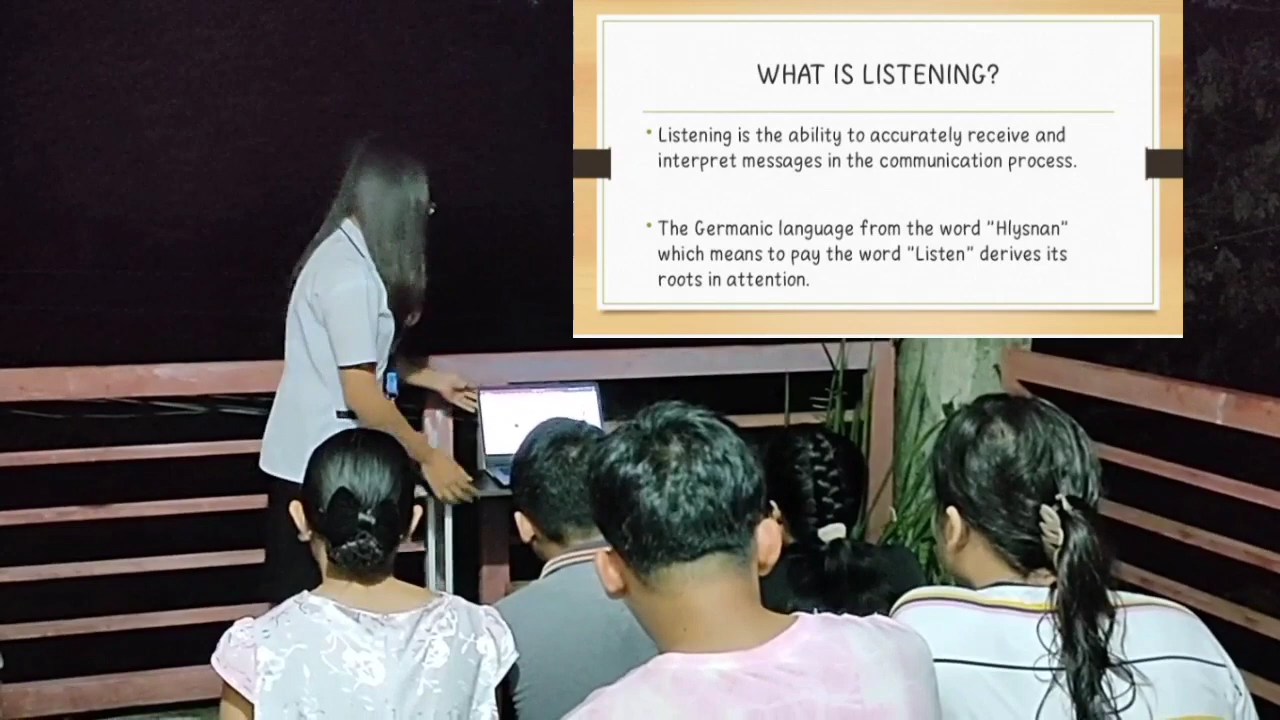 WHAT IS LISTENING?
• Listening is the ability to accurately receive and
interpret messages in the communication process.
• The Germanic language from the word "Hlysnan"
which means to pay the word "Listen" derives its
roots in attention.